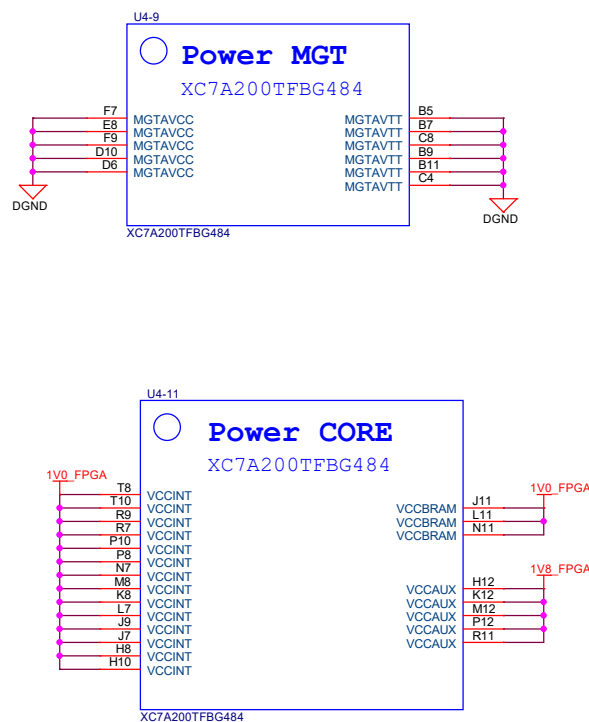 U4-9
Power MGT
XC7A200TFBG484
F7 MGTAVCC MGTAVTT B5
E8 MGTAVCC MGTAVTT B7
F9 MGTAVCC MGTAVTT C8
D10 MGTAVCC MGTAVTT B9
D6 MGTAVCC MGTAVTT B11
MGTAVTT C4
DGND
DGND
XC7A200TFBG484
U4-11
Power CORE
XC7A200TFBG484
1V0_FPGA
1V0_FPGA
T8 VCCINT
T10 VCCINT VCCBRAM J11
R9 VCCINT VCCBRAM L11
R7 VCCINT VCCBRAM N11
P10 VCCINT
P8 VCCINT
1V8_FPGA
N7 VCCINT
M8 VCCINT VCCAUX H12
K8 VCCINT VCCAUX K12
L7 VCCINT VCCAUX M12
J9 VCCINT VCCAUX P12
J7 VCCINT VCCAUX R11
H8 VCCINT
H10 VCCINT
XC7A200TFBG484